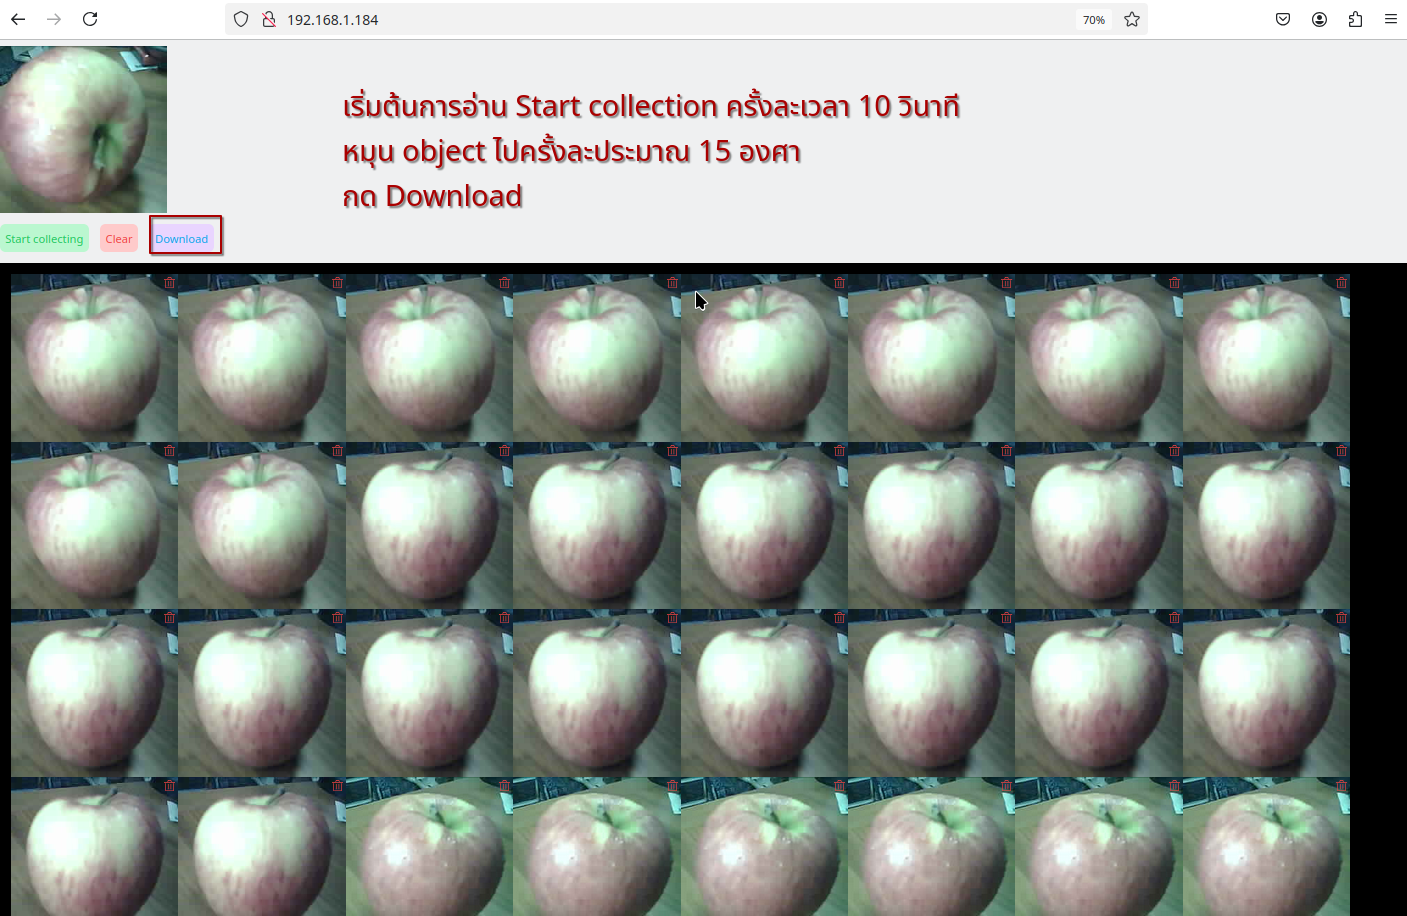 192.168.1.184
70%
เริ่มต้นการอ่าน Start collection ครั้งละเวลา 10 วินาที
หมุน object ไปครั้งละประมาณ 15 องศา
กด Download
Start collecting
Clear
Download